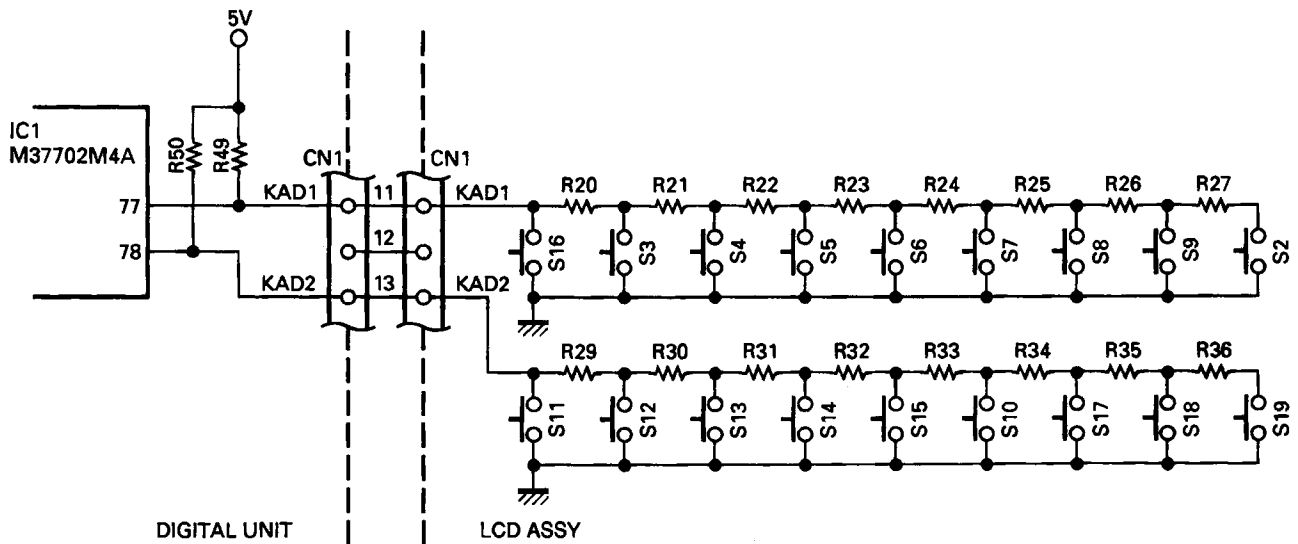 5V
IC1
M37702M4A
R50
R49
CN1
CN1
KAD1
11
KAD1
R20
R21
R22
R23
R24
R25
R26
R27
77
12
S16
S3
S4
S5
S6
S7
S8
S9
S2
78
KAD2
13
KAD2
R29
R30
R31
R32
R33
R34
R35
R36
S11
S12
S13
S14
S15
S10
S17
S18
S19
DIGITAL UNIT
LCD ASSY